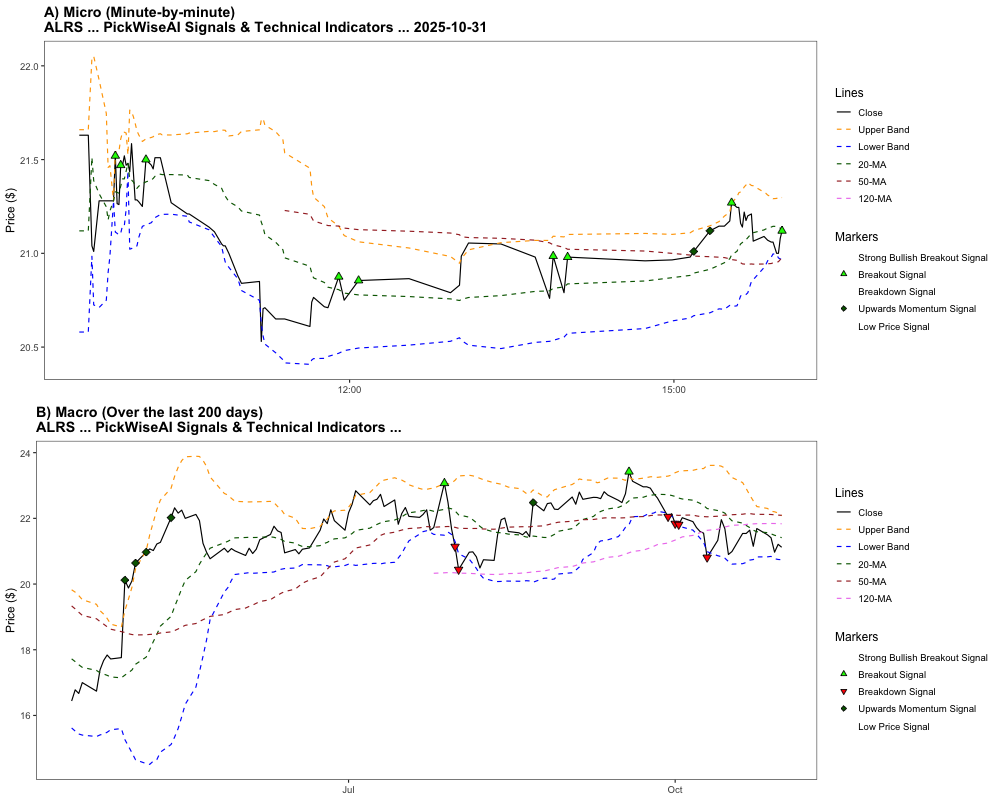 A) Micro (Minute-by-minute)
ALRS ... PickWiseAI Signals & Technical Indicators ... 2025-10-31
Price ($)
22.0
21.5
21.0
20.5
12:00
15:00
Lines
Close
Upper Band
Lower Band
20-MA
50-MA
120-MA
Markers
Strong Bullish Breakout Signal
Breakout Signal
Breakdown Signal
Upwards Momentum Signal
Low Price Signal
B) Macro (Over the last 200 days)
ALRS ... PickWiseAI Signals & Technical Indicators ...
Price ($)
24
22
20
18
16
Jul
Oct
Lines
Close
Upper Band
Lower Band
20-MA
50-MA
120-MA
Markers
Strong Bullish Breakout Signal
Breakout Signal
Breakdown Signal
Upwards Momentum Signal
Low Price Signal